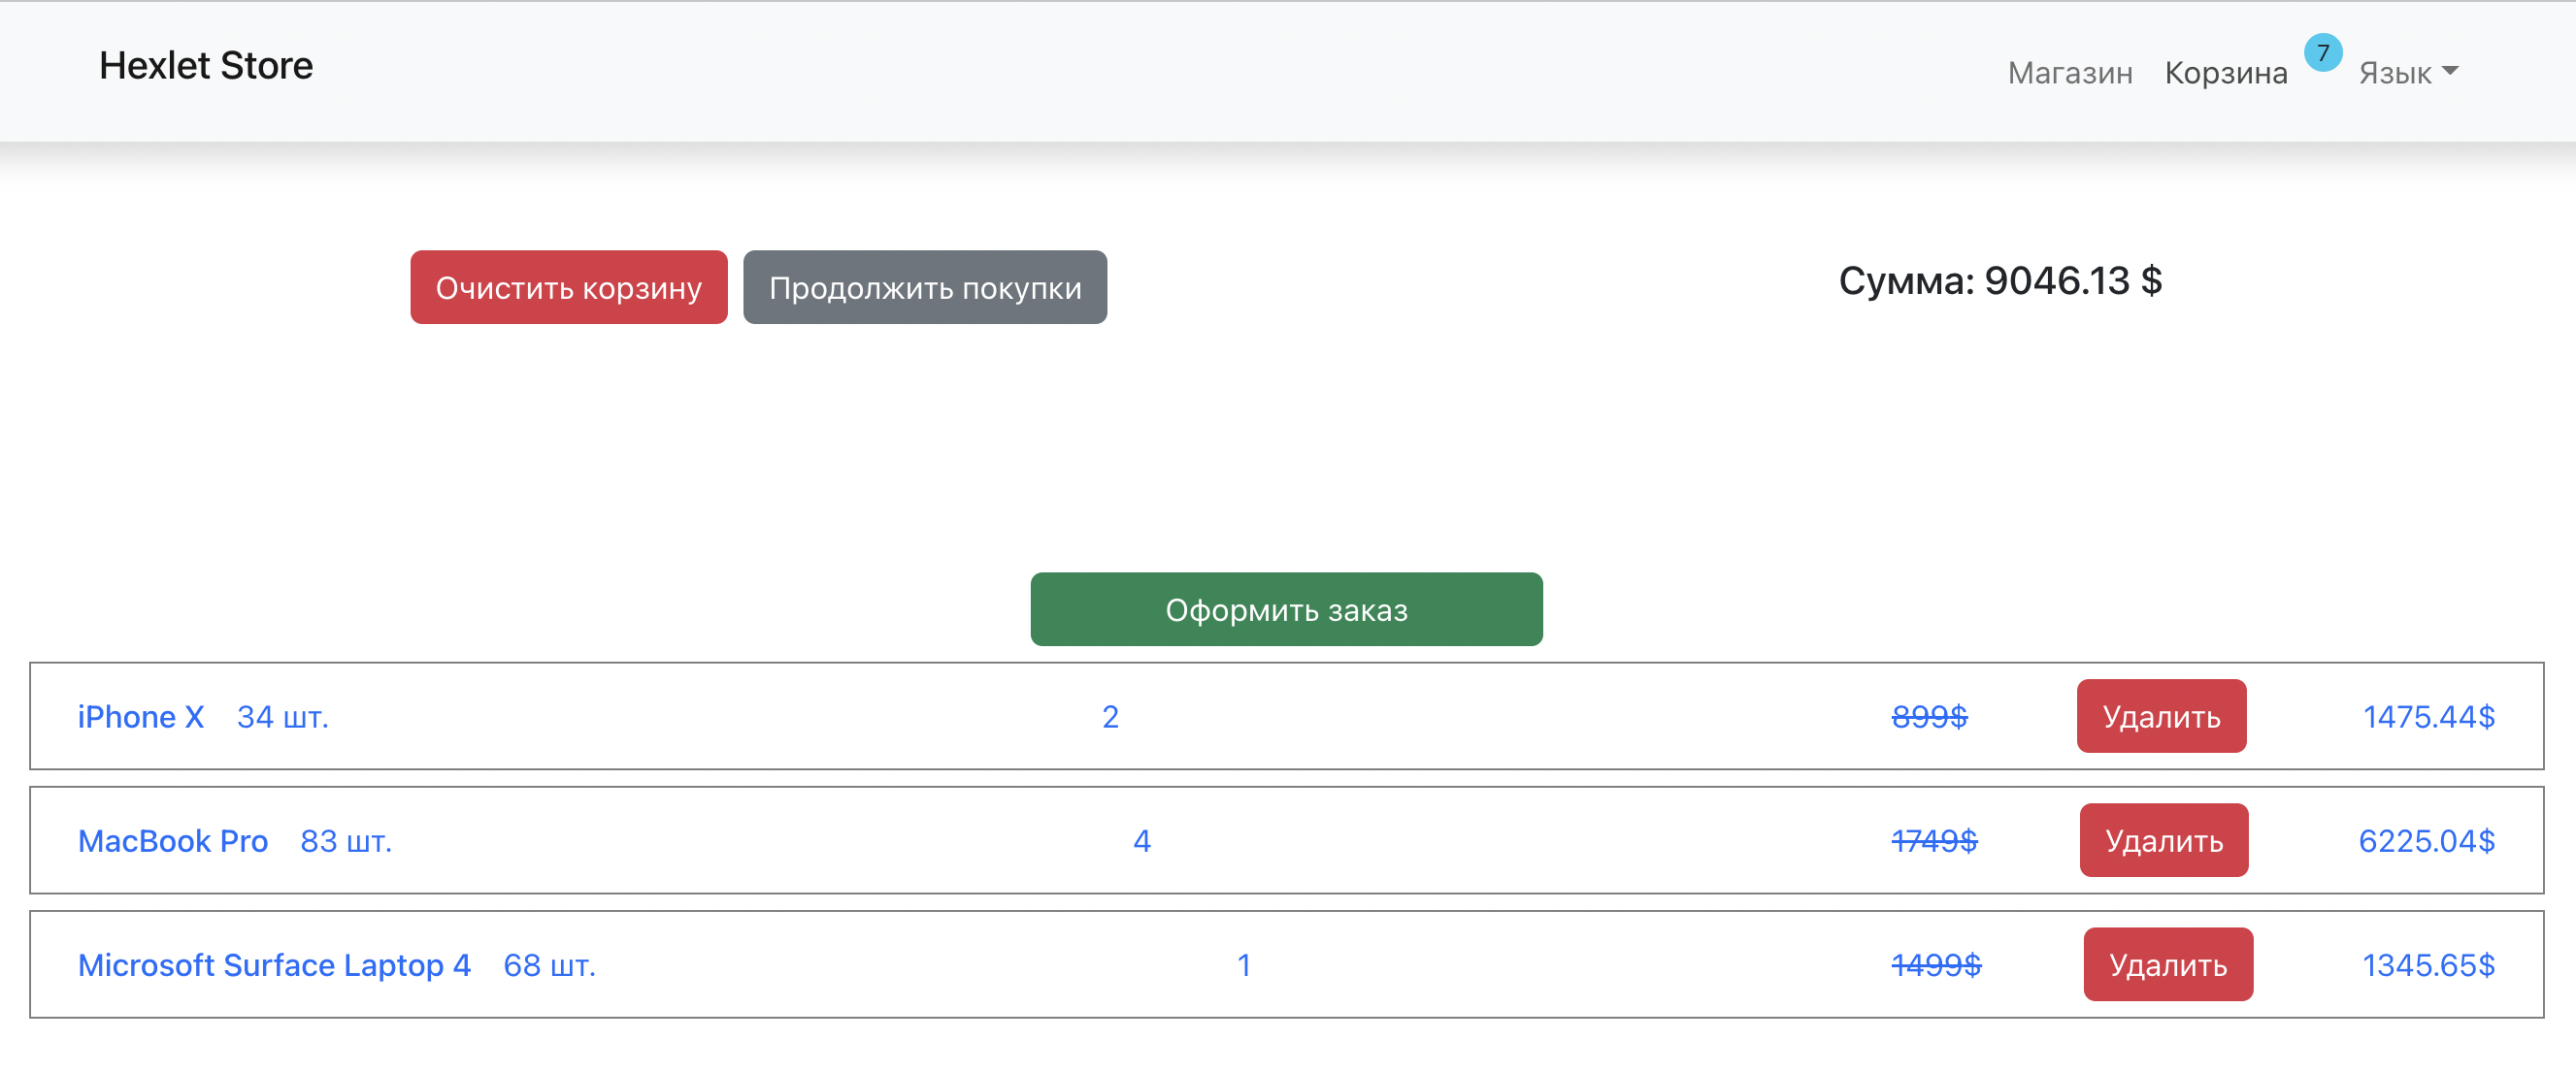 Hexlet Store Магазин Корзина 7 Язык
Очистить корзину Продолжить покупки Сумма: 9046.13 $
Оформить заказ
iPhone X 34 шт. 2 899$ Удалить 1475.44$
MacBook Pro 83 шт. 4 1749$ Удалить 6225.04$
Microsoft Surface Laptop 4 68 шт. 1 1499$ Удалить 1345.65$